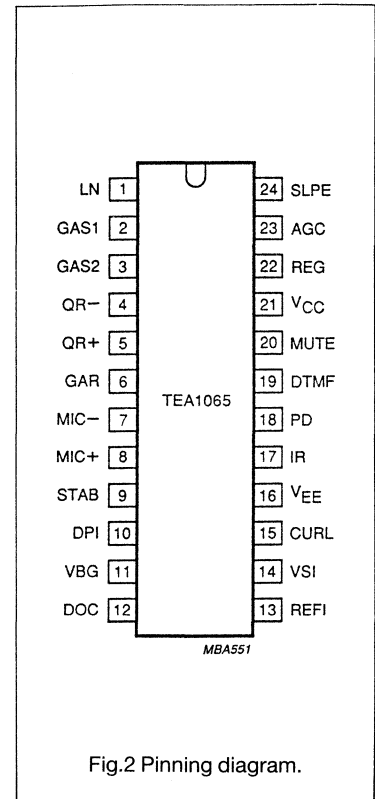 LN 1 24 SLPE
GAS1 2 23 AGC
GAS2 3 22 REG
QR− 4 21 VCC
QR+ 5 20 MUTE
GAR 6 19 DTMF
TEA1065
MIC− 7 18 PD
MIC+ 8 17 IR
STAB 9 16 VEE
DPI 10 15 CURL
VBG 11 14 VSI
DOC 12 13 REFI
MBA551
Fig.2 Pinning diagram.